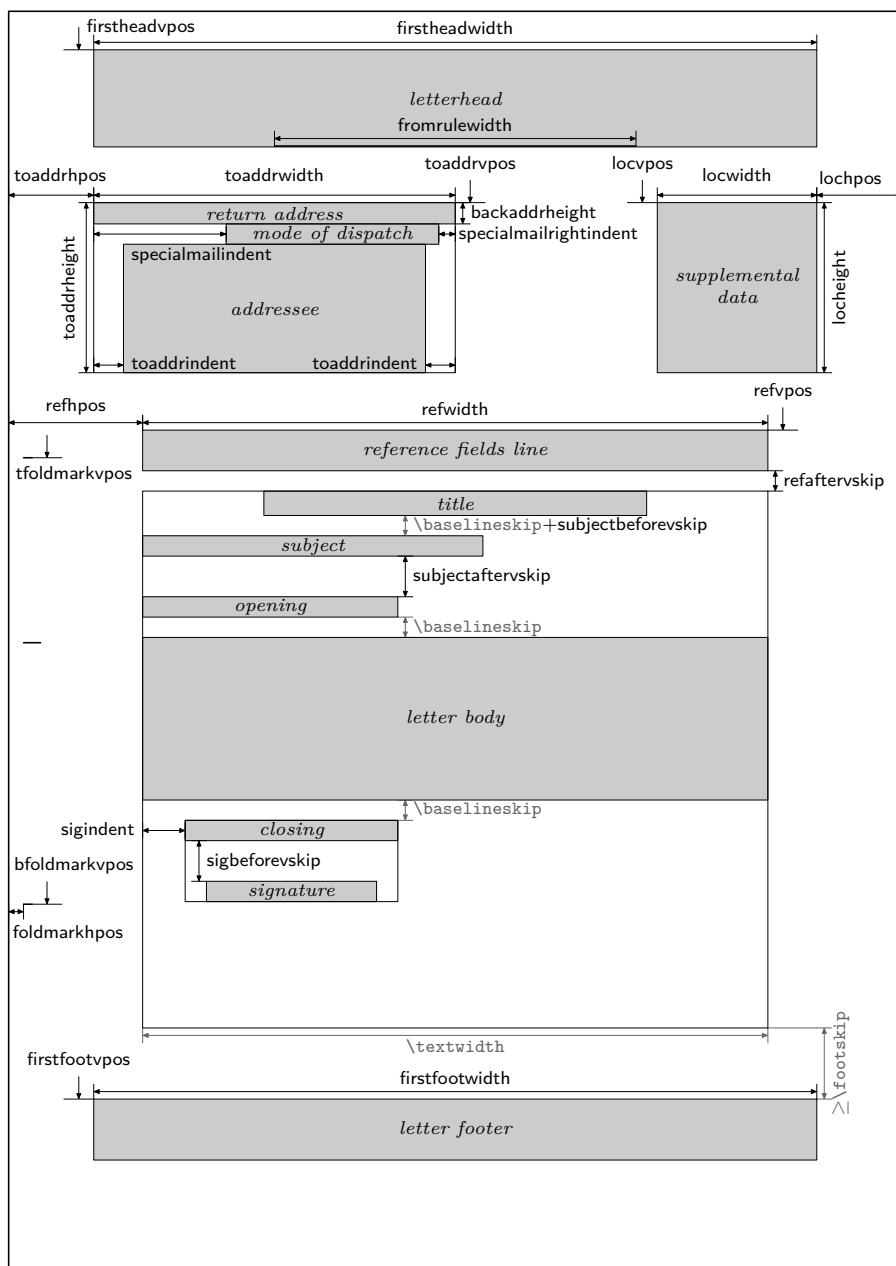 firstheadvpos
firstheadwidth
letterhead
fromrulewidth
toaddrvpos
locvpos
toaddrhpos
toaddrwidth
locwidth
lochpos
return address
backaddrheight
mode of dispatch
specialmailrightindent
specialmailindent
toaddrheight
addressee
supplemental
data
locheight
toaddrindent
toaddrindent
refvpos
refhpos
refwidth
reference fields line
tfoldmarkvpos
refaftervskip
title
\baselineskip+subjectbeforevskip
subject
subjectaftervskip
opening
\baselineskip
letter body
\baselineskip
sigindent
closing
sigbeforevskip
bfoldmarkvpos
signature
foldmarkhpos
\textwidth
≥\footskip
firstfootvpos
firstfootwidth
letter footer